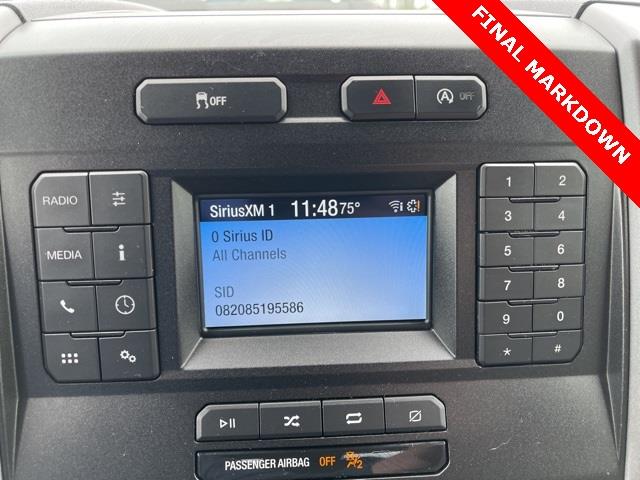 FINAL MARKDOWN
OFF
OFF
RADIO
MEDIA
i
SiriusXM 1 11:48 75°
0 Sirius ID
All Channels
SID
082085195586
1 2
3 4
5 6
7 8
9 0
* #
PASSENGER AIRBAG OFF 2